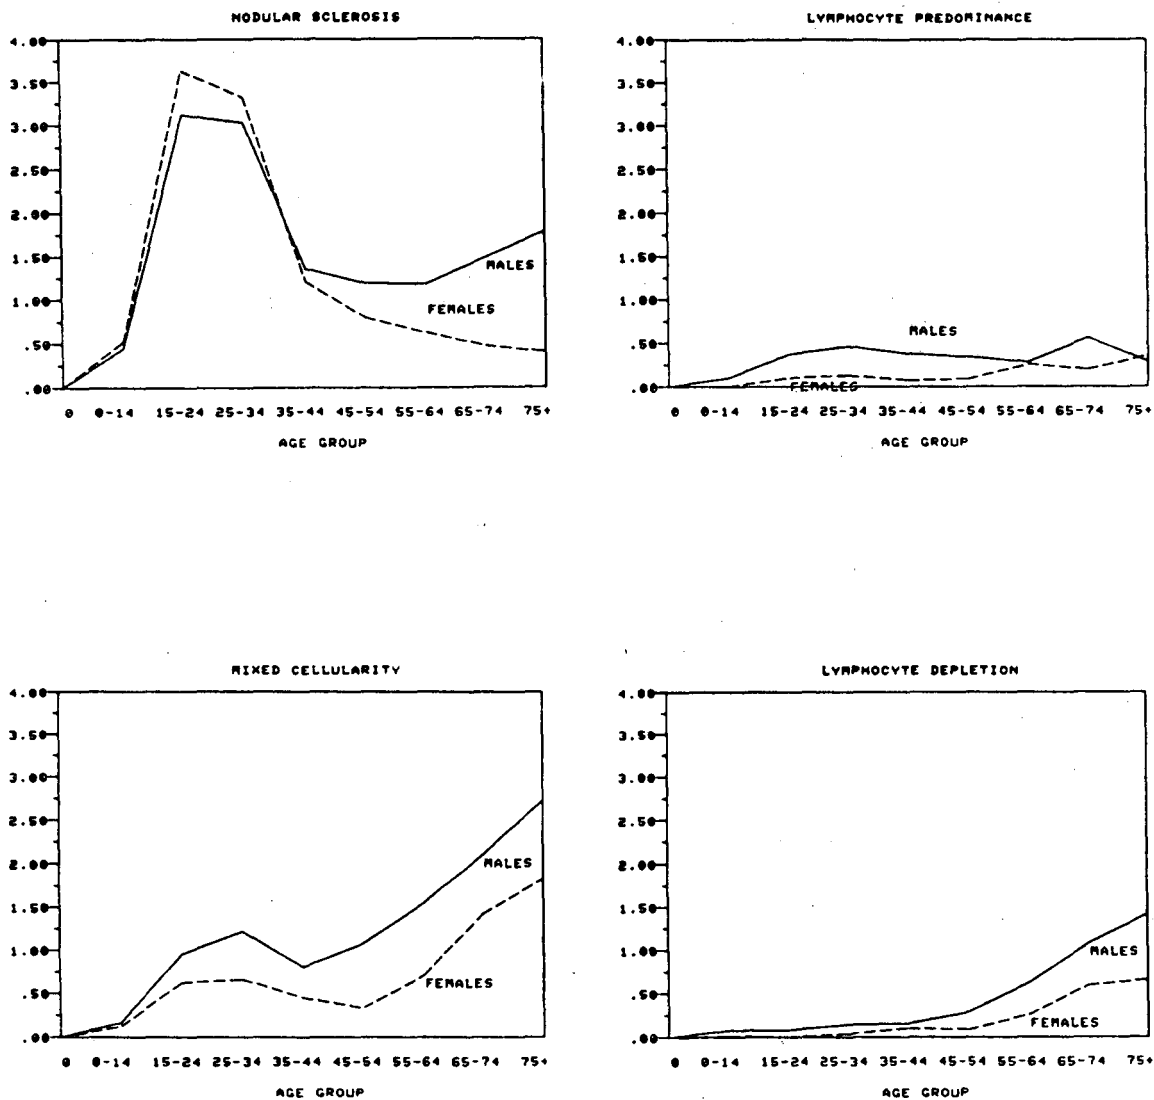 NODULAR SCLEROSIS
4.00
3.50
3.00
2.50
2.00
1.50
1.00
.50
.00
MALES
FEMALES
0 0-14 15-24 25-34 35-44 45-54 55-64 65-74 75+
AGE GROUP
LYMPHOCYTE PREDOMINANCE
4.00
3.50
3.00
2.50
2.00
1.50
1.00
.50
.00
MALES
FEMALES
0 0-14 15-24 25-34 35-44 45-54 55-64 65-74 75+
AGE GROUP
MIXED CELLULARITY
4.00
3.50
3.00
2.50
2.00
1.50
1.00
.50
.00
MALES
FEMALES
0 0-14 15-24 25-34 35-44 45-54 55-64 65-74 75+
AGE GROUP
LYMPHOCYTE DEPLETION
4.00
3.50
3.00
2.50
2.00
1.50
1.00
.50
.00
MALES
FEMALES
0 0-14 15-24 25-34 35-44 45-54 55-64 65-74 75+
AGE GROUP